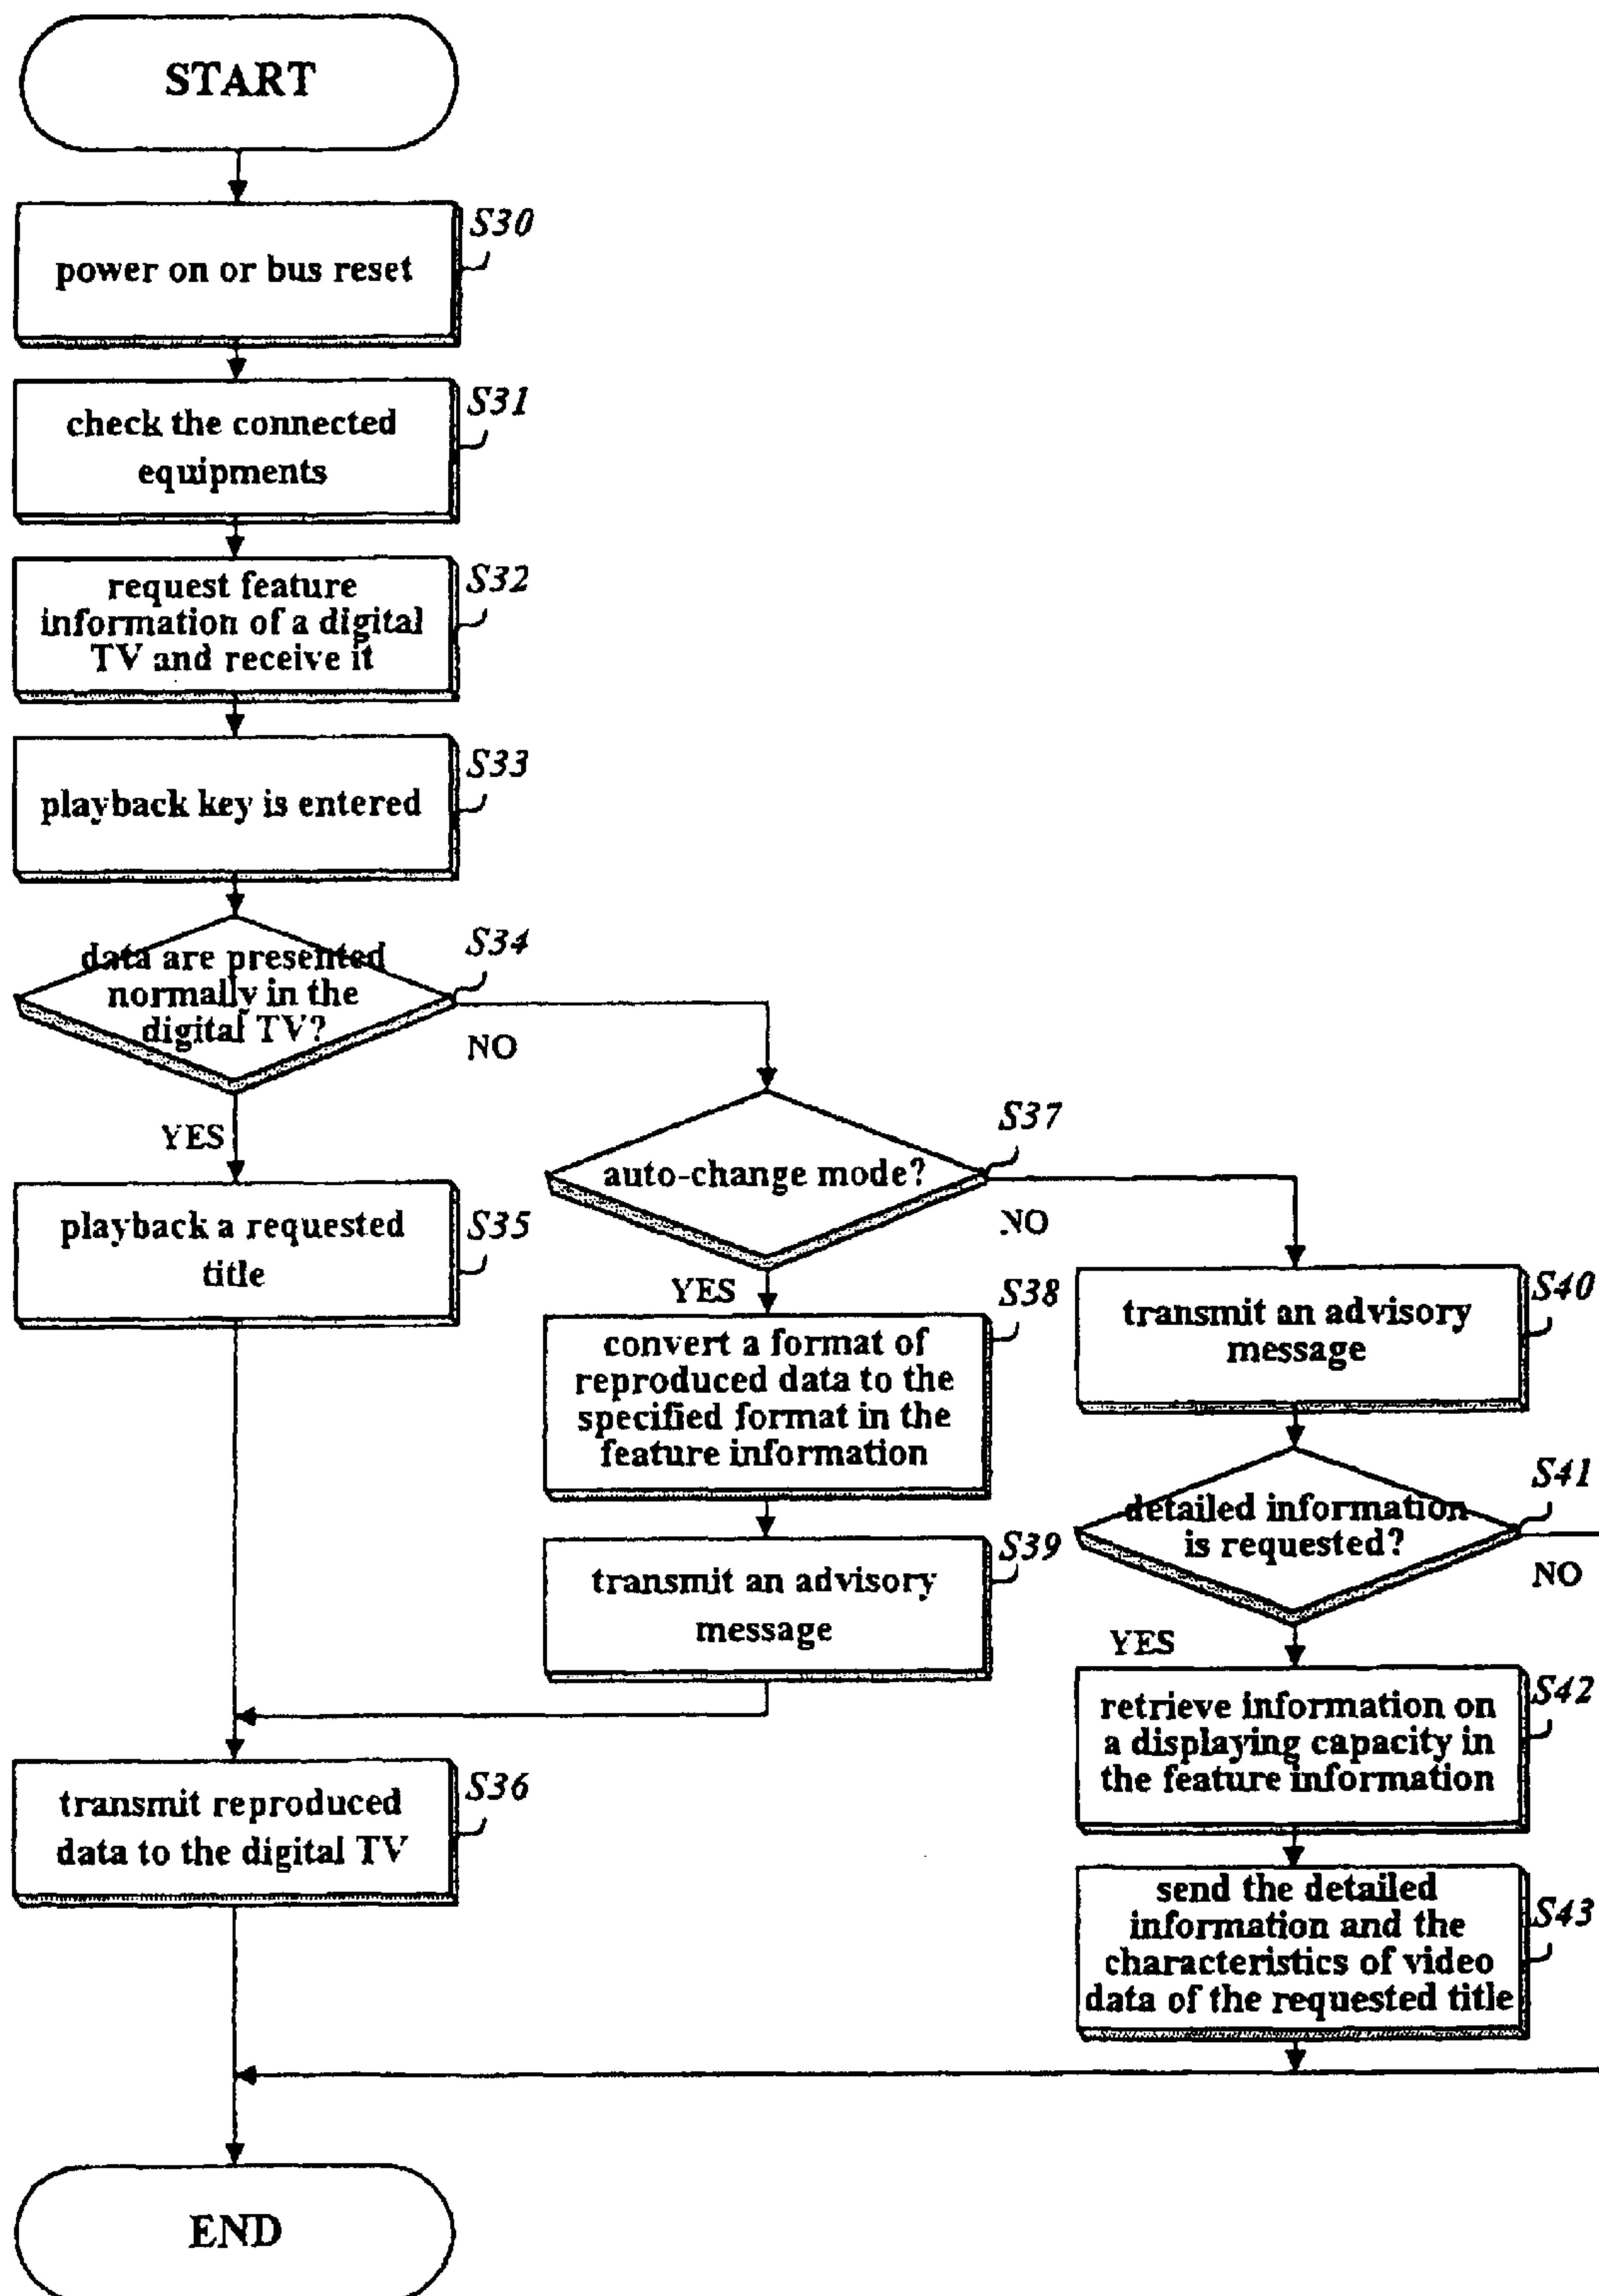 START
S30
power on or bus reset
S31
check the connected
equipments
S32
request feature
information of a digital
TV and receive it
S33
playback key is entered
S34
data are presented
normally in the
digital TV?
NO
YES
S35
playback a requested
title
S37
auto-change mode?
NO
YES
S38
convert a format of
reproduced data to the
specified format in the
feature information
S39
transmit an advisory
message
S36
transmit reproduced
data to the digital TV
S40
transmit an advisory
message
S41
detailed information
is requested?
NO
YES
S42
retrieve information on
a displaying capacity in
the feature information
S43
send the detailed
information and the
characteristics of video
data of the requested title
END